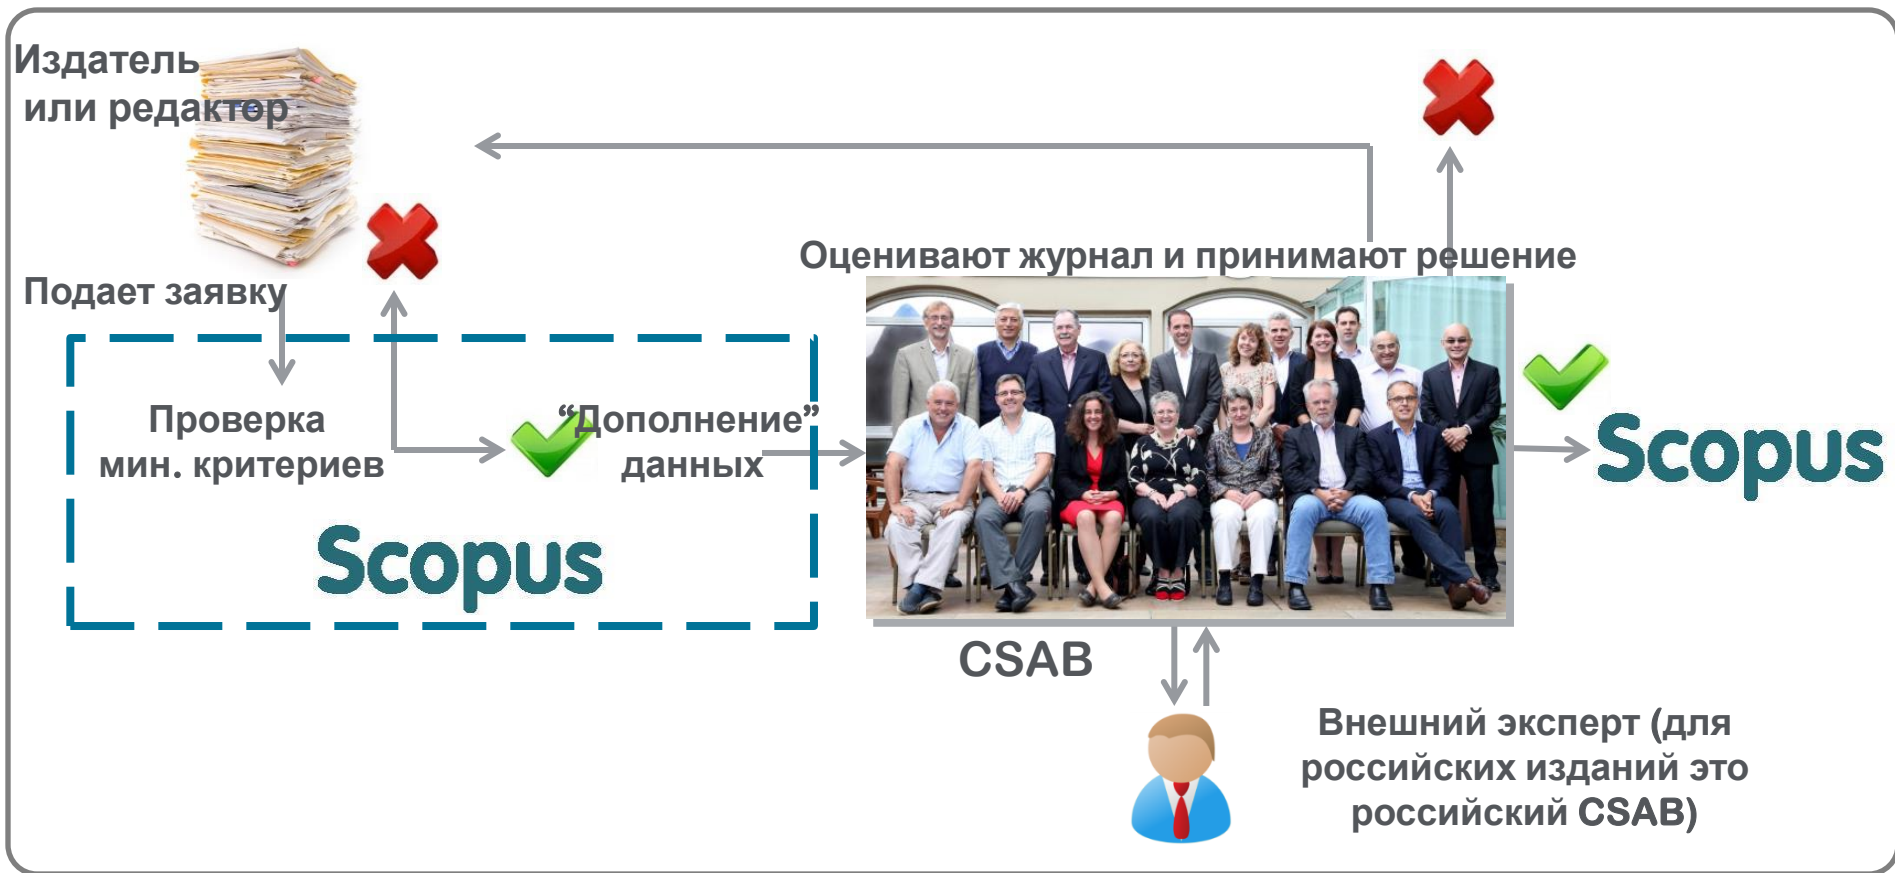 Издатель
или редактор
Подает заявку
Оценивают журнал и принимают решение
Проверка
мин. критериев
“Дополнение”
данных
Scopus
Scopus
CSAB
Внешний эксперт (для
российских изданий это
российский CSAB)